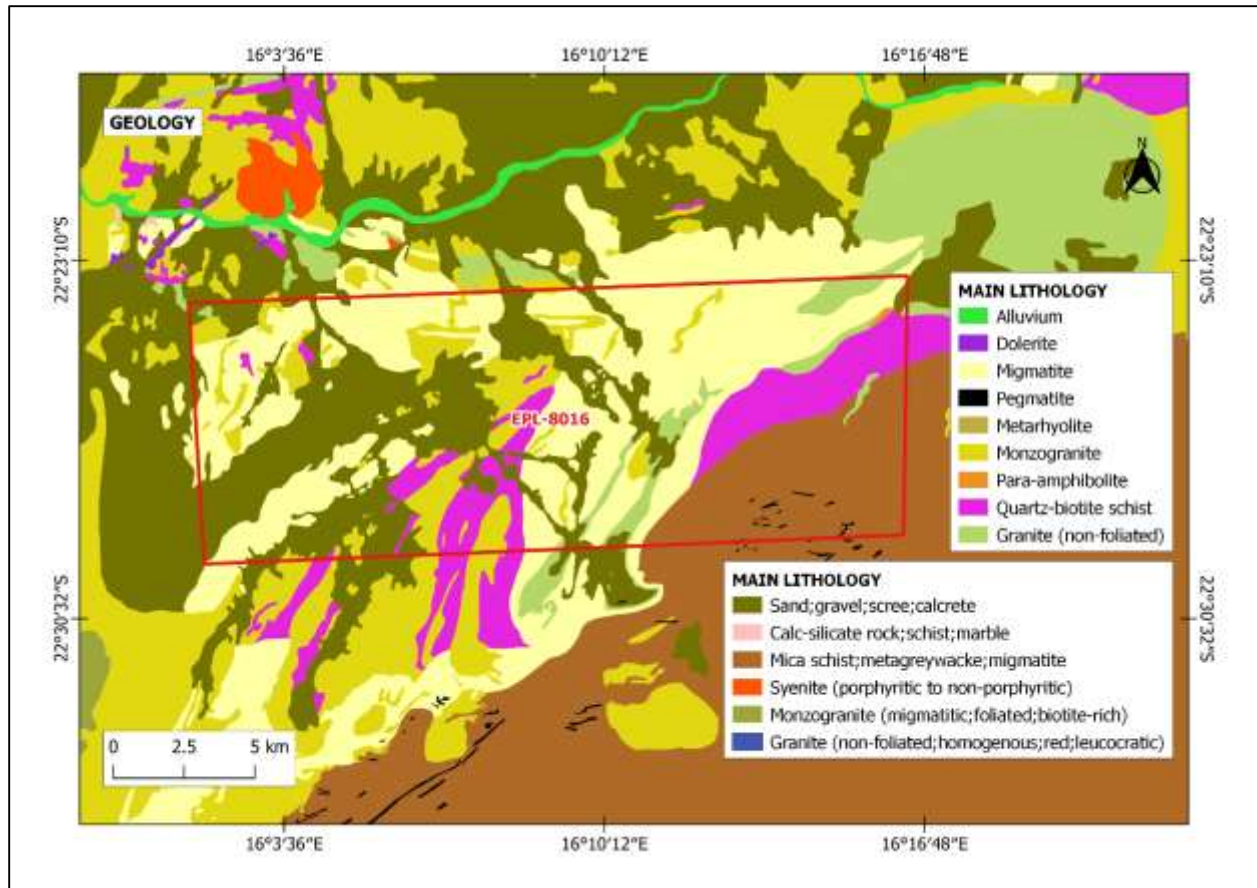 16°3'36"E 16°10'12"E 16°16'48"E
GEOLOGY
N
22°23'10"S 22°23'10"S
MAIN LITHOLOGY
Alluvium
Dolerite
Migmatite
Pegmatite
Metarhyolite
Monzogranite
Para-amphibolite
Quartz-biotite schist
Granite (non-foliated)
EPL-8016
MAIN LITHOLOGY
Sand;gravel;scree;calcrete
Calc-silicate rock;schist;marble
Mica schist;metagreywacke;migmatite
Syenite (porphyritic to non-porphyritic)
Monzogranite (migmatitic;foliated;biotite-rich)
Granite (non-foliated;homogenous;red;leucocratic)
22°30'32"S 22°30'32"S
0 2.5 5 km
16°3'36"E 16°10'12"E 16°16'48"E